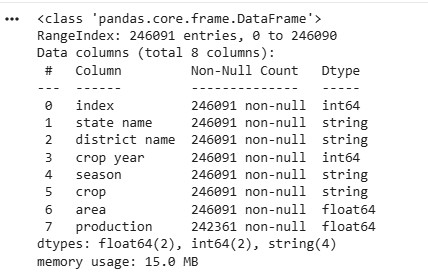 <class 'pandas.core.frame.DataFrame'>
RangeIndex: 246091 entries, 0 to 246090
Data columns (total 8 columns):
 #   Column         Non-Null Count   Dtype
---  ------         --------------   -----
 0   index          246091 non-null  int64
 1   state name     246091 non-null  string
 2   district name  246091 non-null  string
 3   crop year      246091 non-null  int64
 4   season         246091 non-null  string
 5   crop           246091 non-null  string
 6   area           246091 non-null  float64
 7   production     242361 non-null  float64
dtypes: float64(2), int64(2), string(4)
memory usage: 15.0 MB